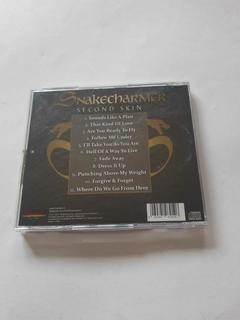 Snakecharmer
SECOND SKIN
1. Sounds Like A Plan
2. That Kind Of Love
3. Are You Ready To Fly
4. Follow Me Under
5. I'll Take You As You Are
6. Hell Of A Way To Live
7. Fade Away
8. Dress It Up
9. Punching Above My Weight
10. Forgive & Forget
11. Where Do We Go From Here